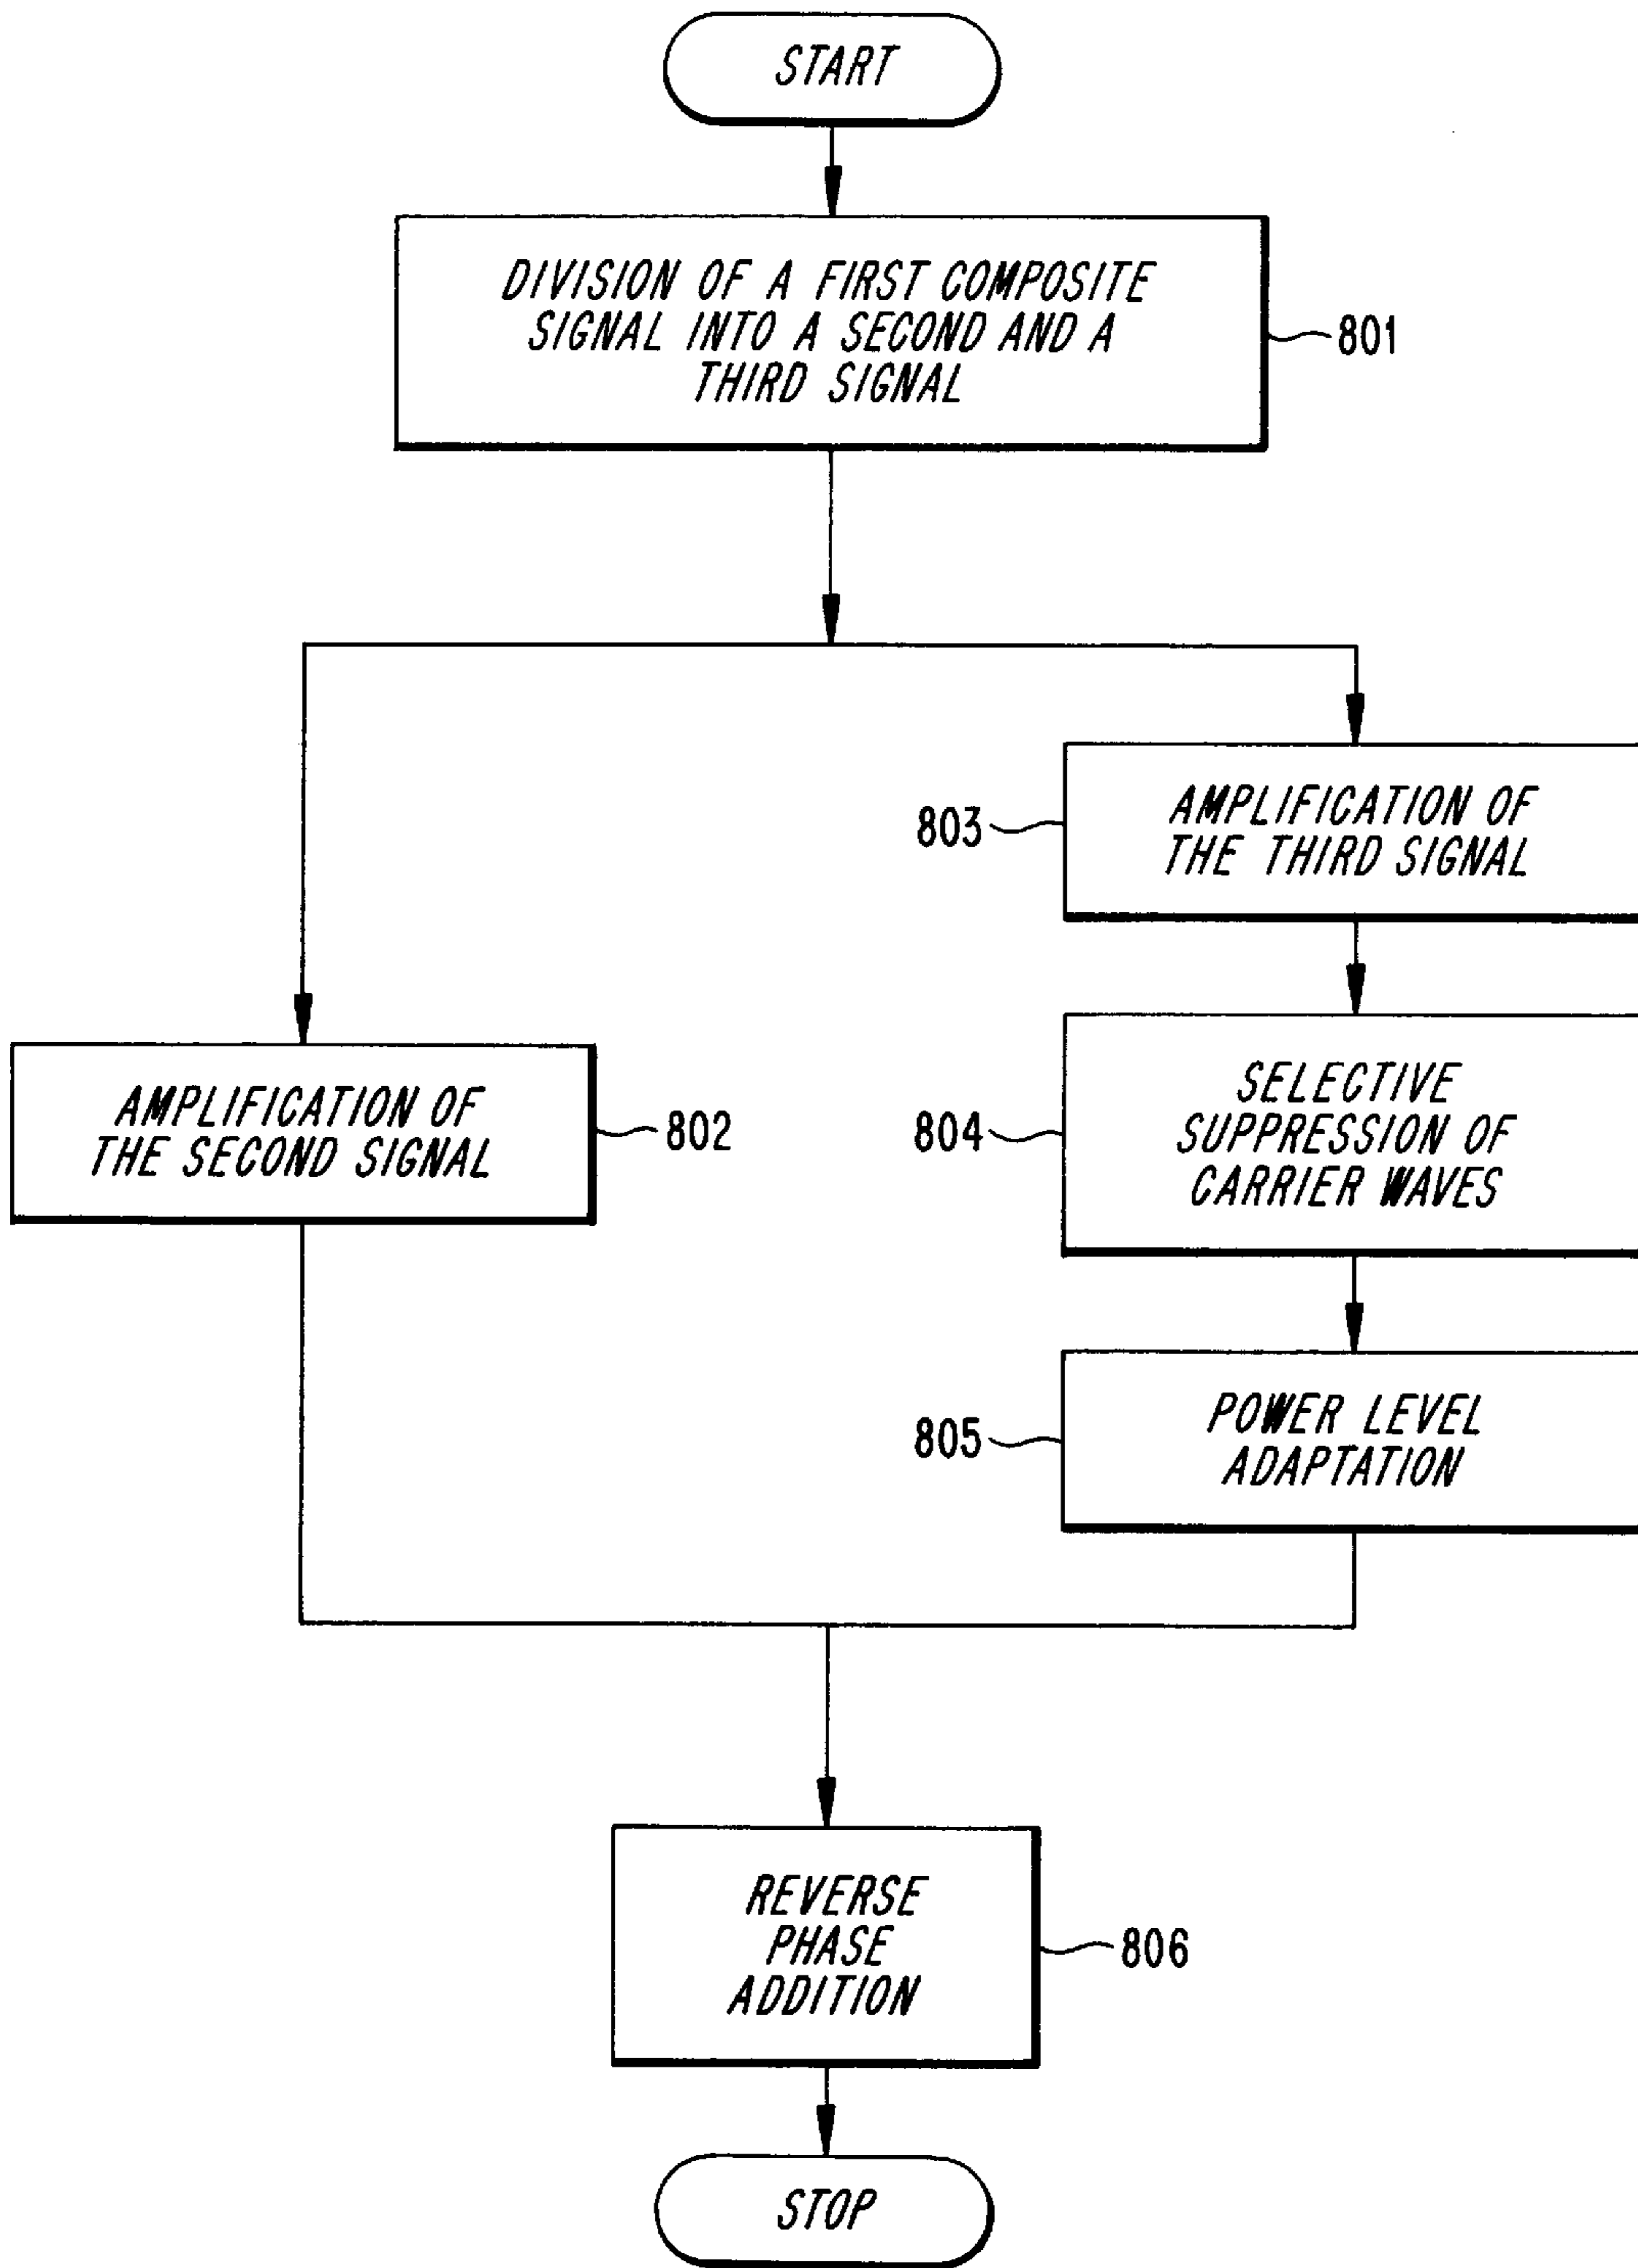 START
DIVISION OF A FIRST COMPOSITE
SIGNAL INTO A SECOND AND A
THIRD SIGNAL
801
803
AMPLIFICATION OF
THE THIRD SIGNAL
AMPLIFICATION OF
THE SECOND SIGNAL
802
804
SELECTIVE
SUPPRESSION OF
CARRIER WAVES
805
POWER LEVEL
ADAPTATION
REVERSE
PHASE
ADDITION
806
STOP